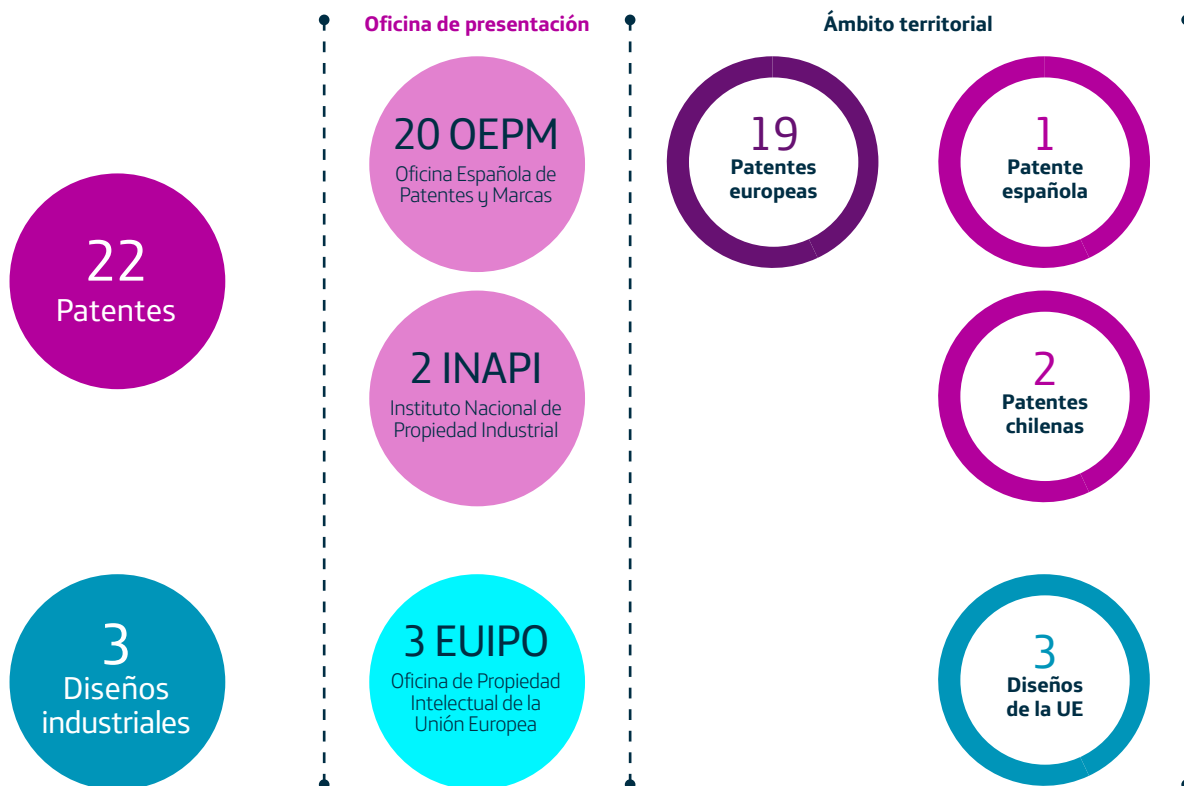 Oficina de presentación
Ámbito territorial
22
Patentes
20 OEPM
Oficina Española de
Patentes y Marcas
19
Patentes
europeas
1
Patente
española
2 INAPI
Instituto Nacional de
Propiedad Industrial
2
Patentes
chilenas
3
Diseños
industriales
3 EUIPO
Oficina de Propiedad
Intelectual de la
Unión Europea
3
Diseños
de la UE